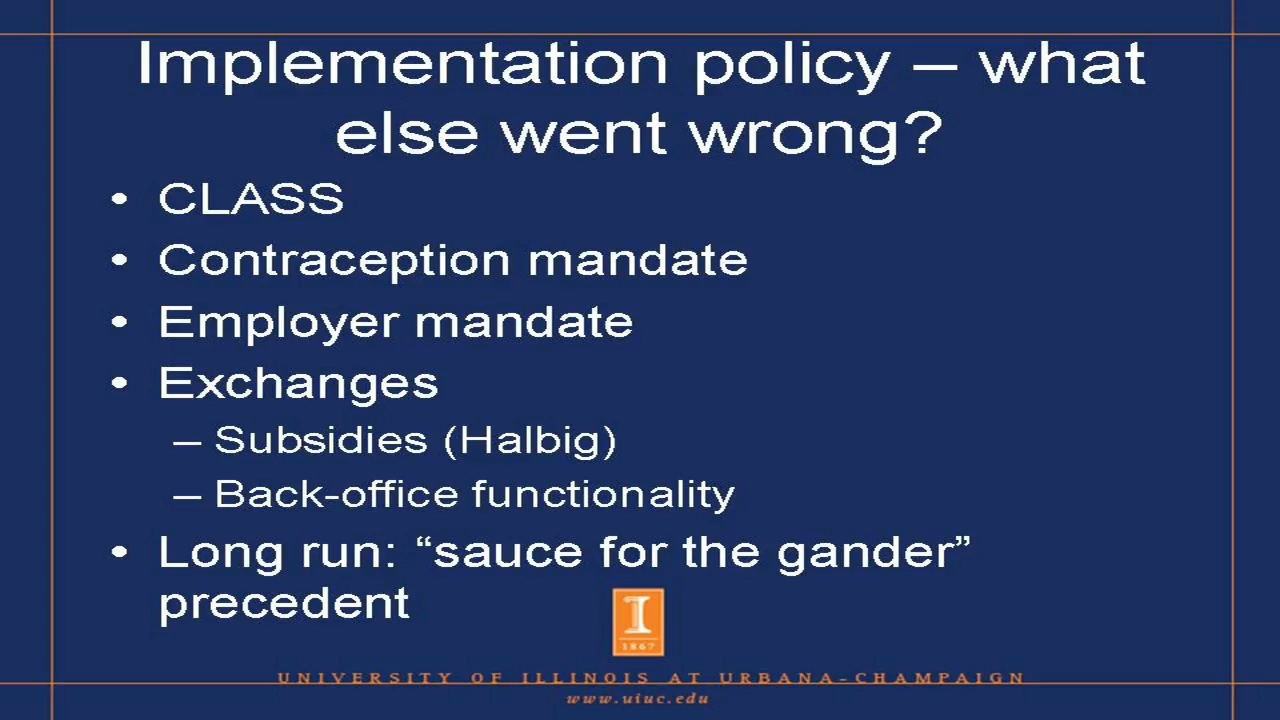 Implementation policy – what
else went wrong?
• CLASS
• Contraception mandate
• Employer mandate
• Exchanges
– Subsidies (Halbig)
– Back-office functionality
• Long run: “sauce for the gander”
precedent
I
1867
UNIVERSITY OF ILLINOIS AT URBANA-CHAMPAIGN
www.uiuc.edu